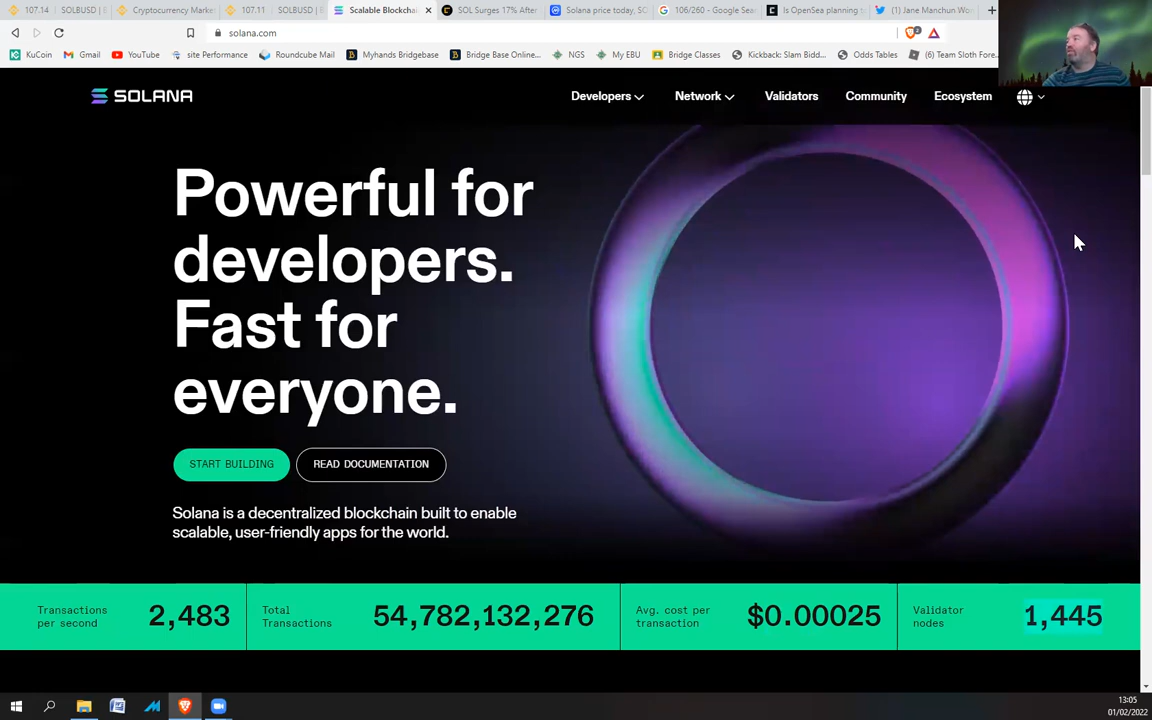 107.14 SOLBUSD | B
Cryptocurrency Marke
107.11 SOLBUSD | B
Scalable Blockchai
SOL Surges 17% After
Solana price today, SO
106/260 - Google Sea
Is OpenSea planning t
(1) Jane Manchun Wo
solana.com
2
KuCoin
Gmail
YouTube
site Performance
Roundcube Mail
Myhands Bridgebase
Bridge Base Online...
NGS
My EBU
Bridge Classes
Kickback: Slam Bidd...
Odds Tables
(6) Team Sloth Fore...
SOLANA
Developers
Network
Validators
Community
Ecosystem
Powerful for
developers.
Fast for
everyone.
START BUILDING
READ DOCUMENTATION
Solana is a decentralized blockchain built to enable
scalable, user-friendly apps for the world.
Transactions
per second
2,483
Total
Transactions
54,782,132,276
Avg. cost per
transaction
$0.00025
Validator
nodes
1,445
13:05
01/02/2022